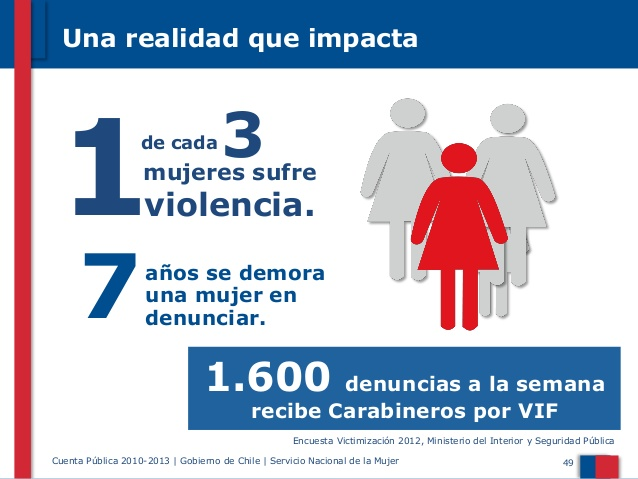 Una realidad que impacta
1 de cada 3
mujeres sufre
violencia.
7 años se demora
una mujer en
denunciar.
1.600 denuncias a la semana
recibe Carabineros por VIF
Encuesta Victimización 2012, Ministerio del Interior y Seguridad Pública
Cuenta Pública 2010-2013 | Gobierno de Chile | Servicio Nacional de la Mujer
49